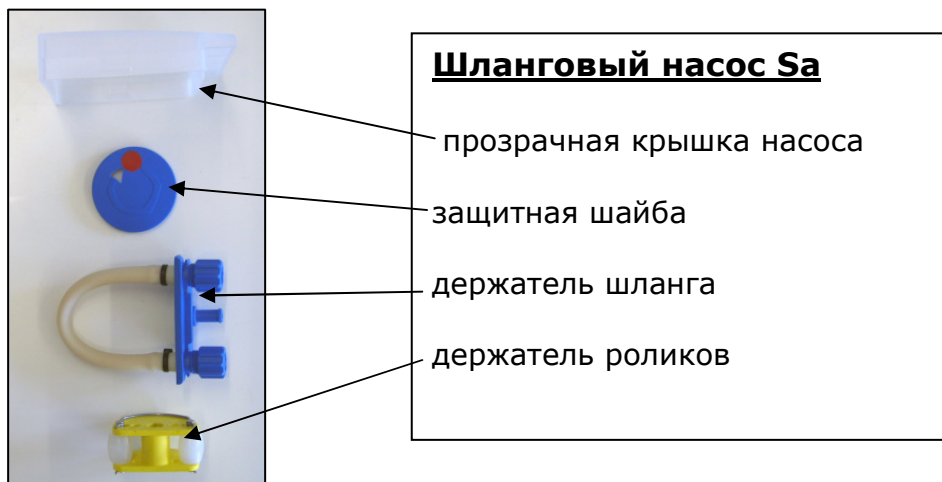 Шланговый насос Sa
прозрачная крышка насоса
защитная шайба
держатель шланга
держатель роликов